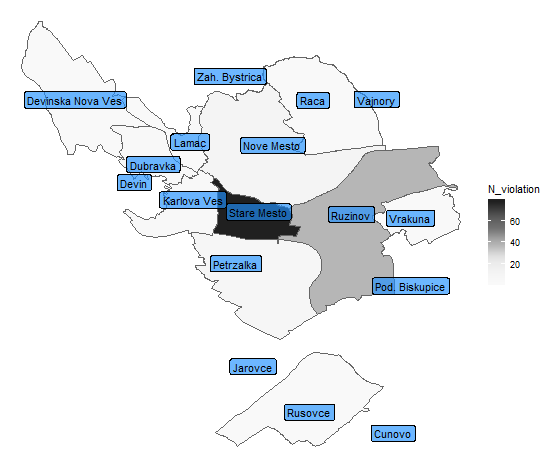 Zah. Bystrica
Devinska Nova Ves
Raca
Vajnory
Lamac
Nove Mesto
Dubravka
Devin
Karlova Ves
Stare Mesto
Ruzinov
Vrakuna
Petrzalka
Pod. Biskupice
Jarovce
Rusovce
Cunovo
N_violation
60
40
20